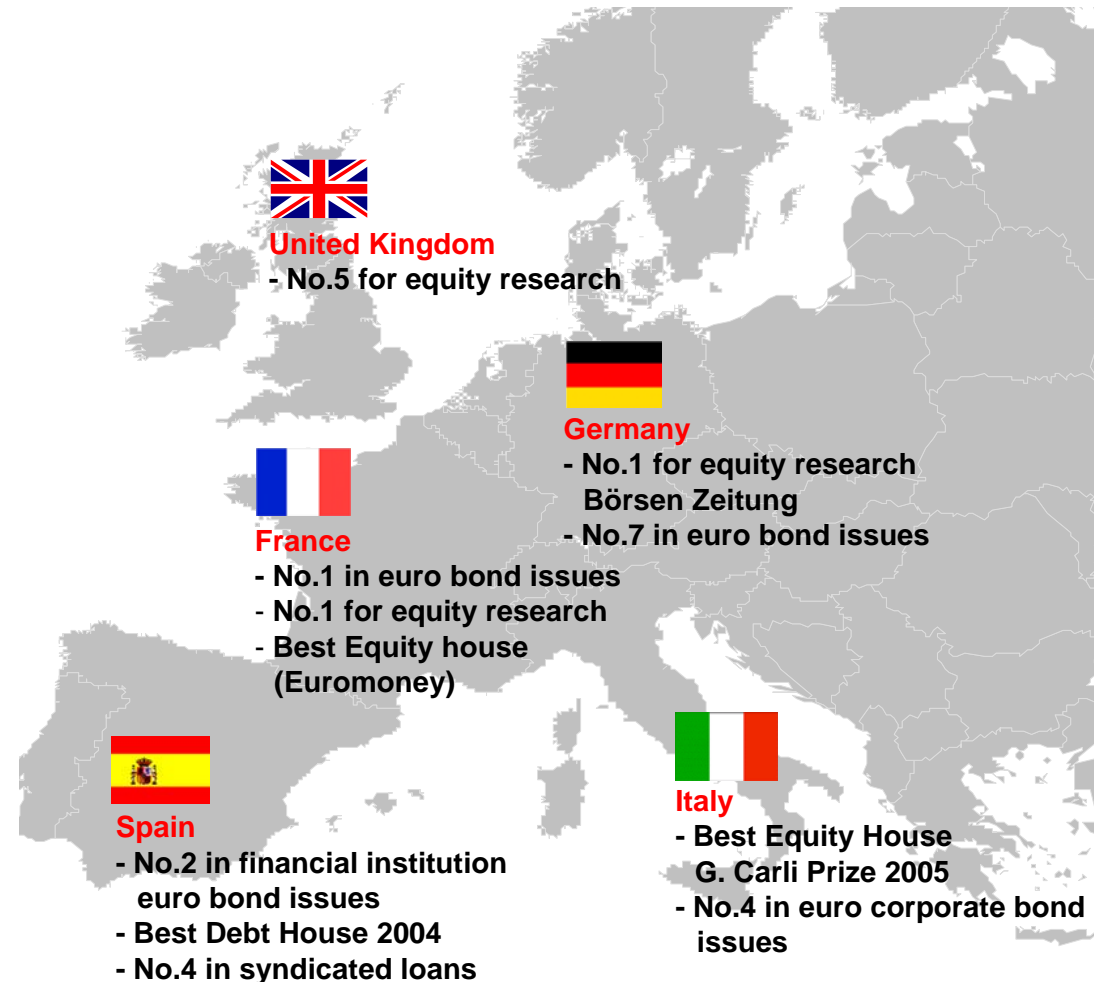 United Kingdom
- No.5 for equity research
Germany
- No.1 for equity research
Börsen Zeitung
- No.7 in euro bond issues
France
- No.1 in euro bond issues
- No.1 for equity research
- Best Equity house
(Euromoney)
Spain
- No.2 in financial institution
euro bond issues
- Best Debt House 2004
- No.4 in syndicated loans
Italy
- Best Equity House
G. Carli Prize 2005
- No.4 in euro corporate bond
issues